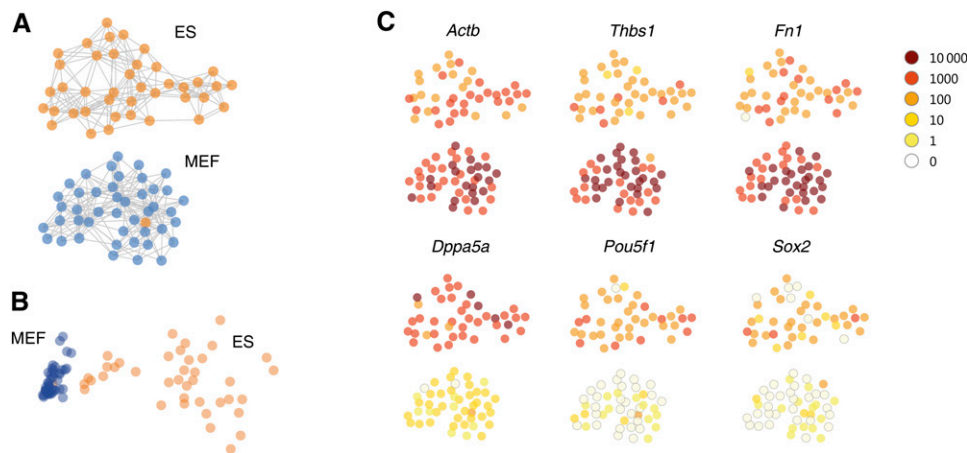 A
ES
MEF
B
MEF
ES
C
Actb Thbs1 Fn1
10 000
1000
100
10
1
0
Dppa5a Pou5f1 Sox2